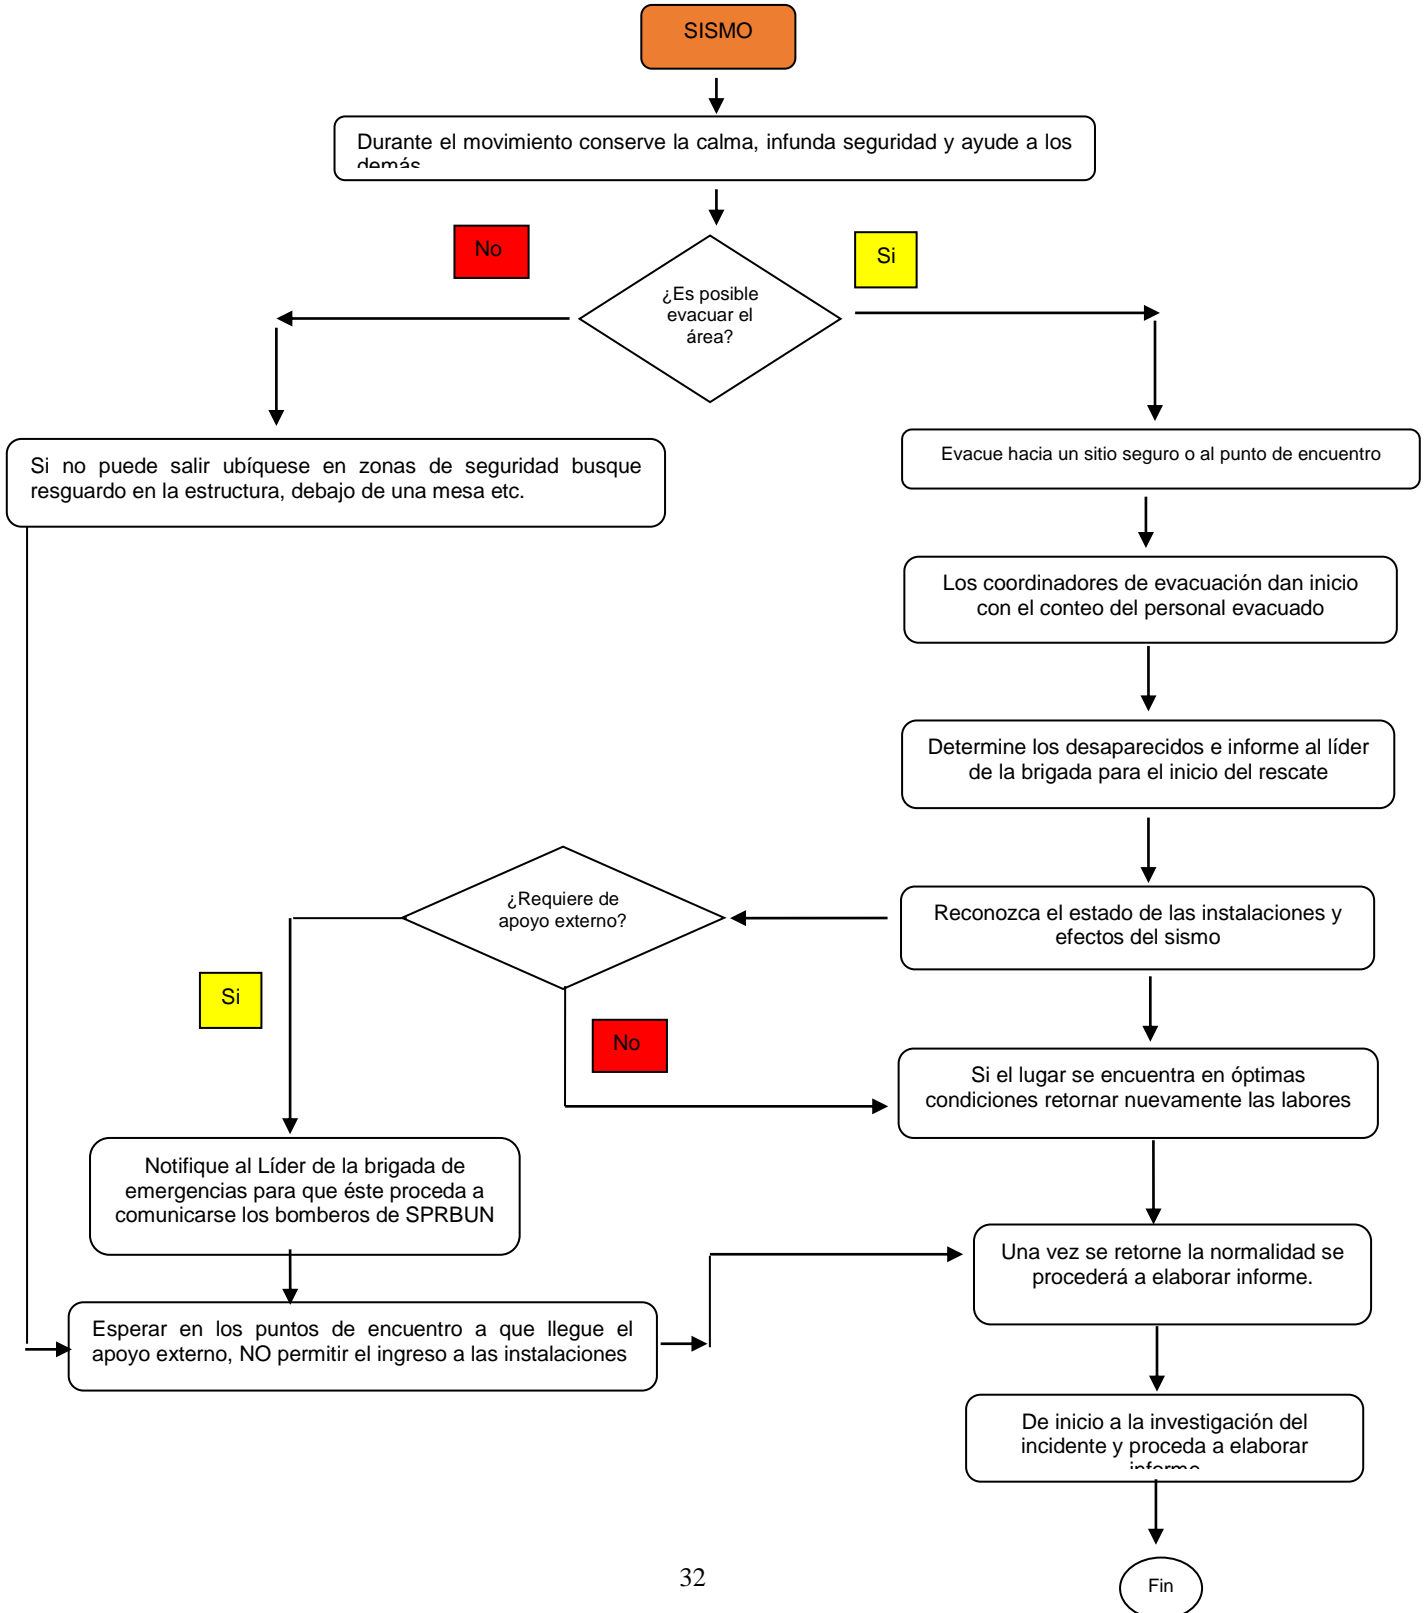 SISMO
Durante el movimiento conserve la calma, infunda seguridad y ayude a los
demás
No
Si
¿Es posible
evacuar el
área?
Si no puede salir ubíquese en zonas de seguridad busque
resguardo en la estructura, debajo de una mesa etc.
Evacue hacia un sitio seguro o al punto de encuentro
Los coordinadores de evacuación dan inicio
con el conteo del personal evacuado
Determine los desaparecidos e informe al líder
de la brigada para el inicio del rescate
¿Requiere de
apoyo externo?
Reconozca el estado de las instalaciones y
efectos del sismo
Si
No
Si el lugar se encuentra en óptimas
condiciones retornar nuevamente las labores
Notifique al Líder de la brigada de
emergencias para que éste proceda a
comunicarse los bomberos de SPRBUN
Una vez se retorne la normalidad se
procederá a elaborar informe.
Esperar en los puntos de encuentro a que llegue el
apoyo externo, NO permitir el ingreso a las instalaciones
De inicio a la investigación del
incidente y proceda a elaborar
informe
Fin
32